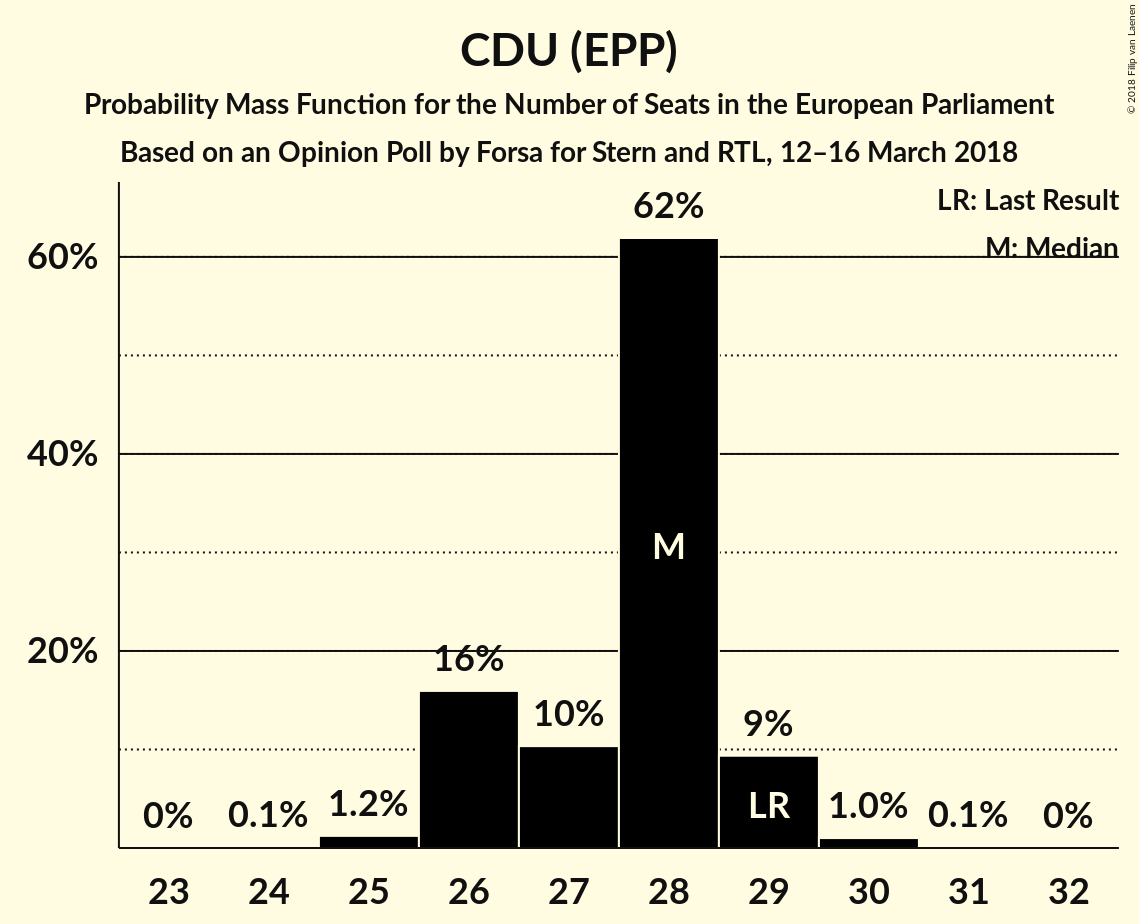 CDU (EPP)
Probability Mass Function for the Number of Seats in the European Parliament
Based on an Opinion Poll by Forsa for Stern and RTL, 12–16 March 2018
© 2018 Filip van Laenen
LR: Last Result
M: Median
60%
40%
20%
0%
0.1%
1.2%
16%
10%
62%
M
9%
LR
1.0%
0.1%
0%
23 24 25 26 27 28 29 30 31 32